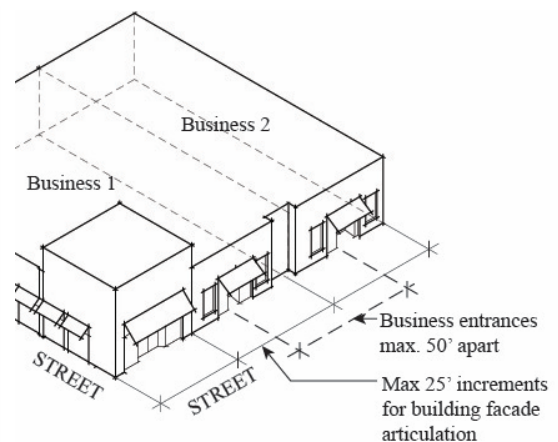 Business 2
Business 1
STREET
STREET
Business entrances
max. 50’ apart
Max 25’ increments
for building facade
articulation